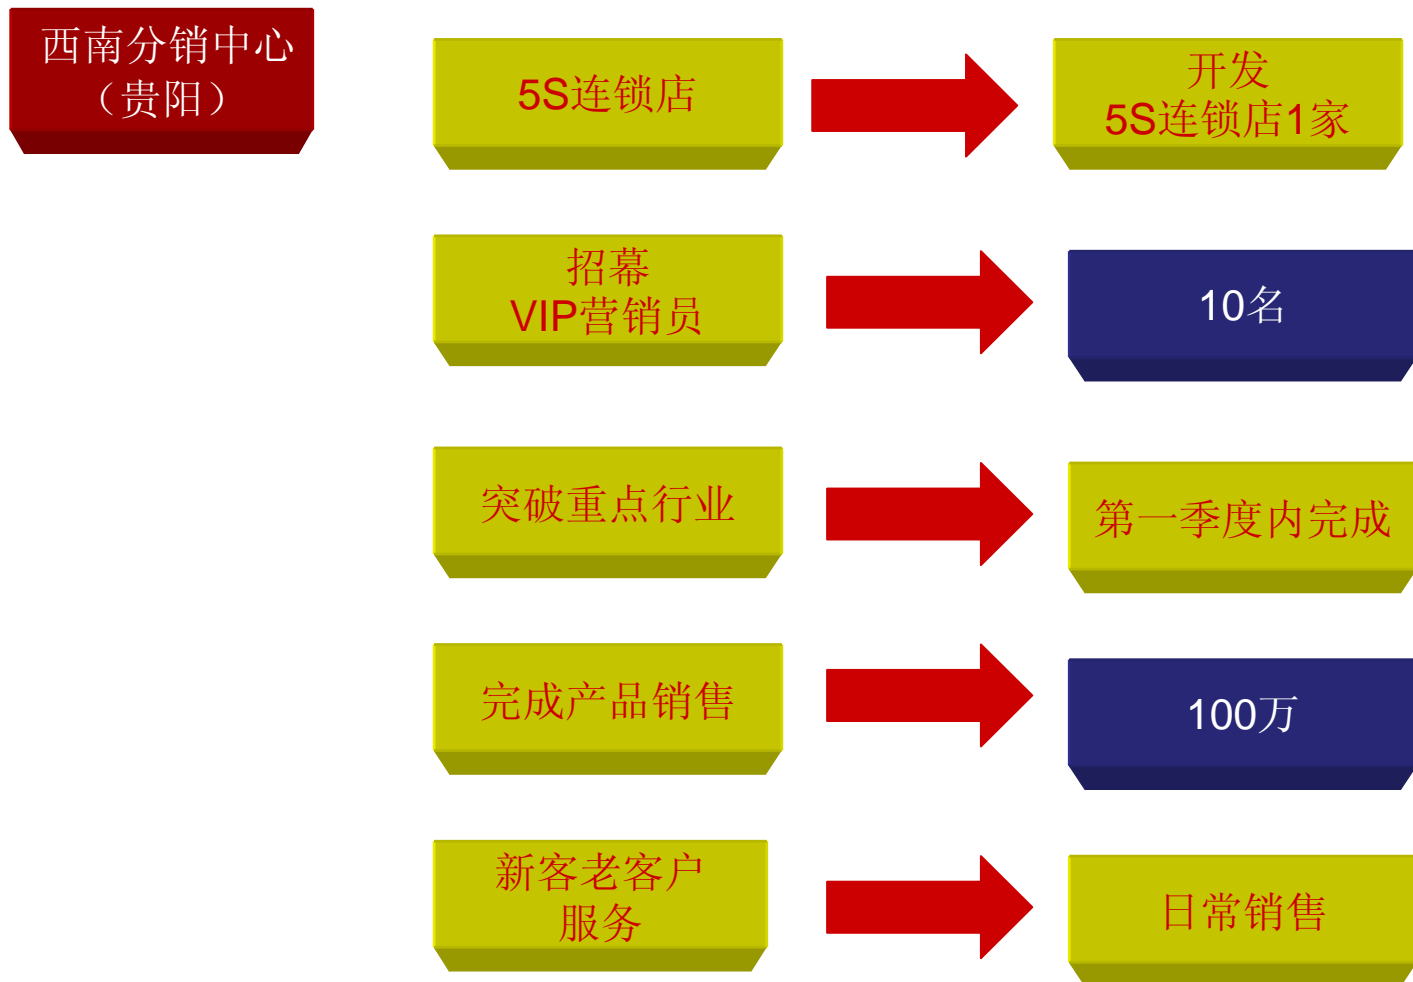 西南分销中心
（贵阳）
5S连锁店
开发
5S连锁店1家
招幕
VIP营销员
10名
突破重点行业
第一季度内完成
完成产品销售
100万
新客老客户
服务
日常销售